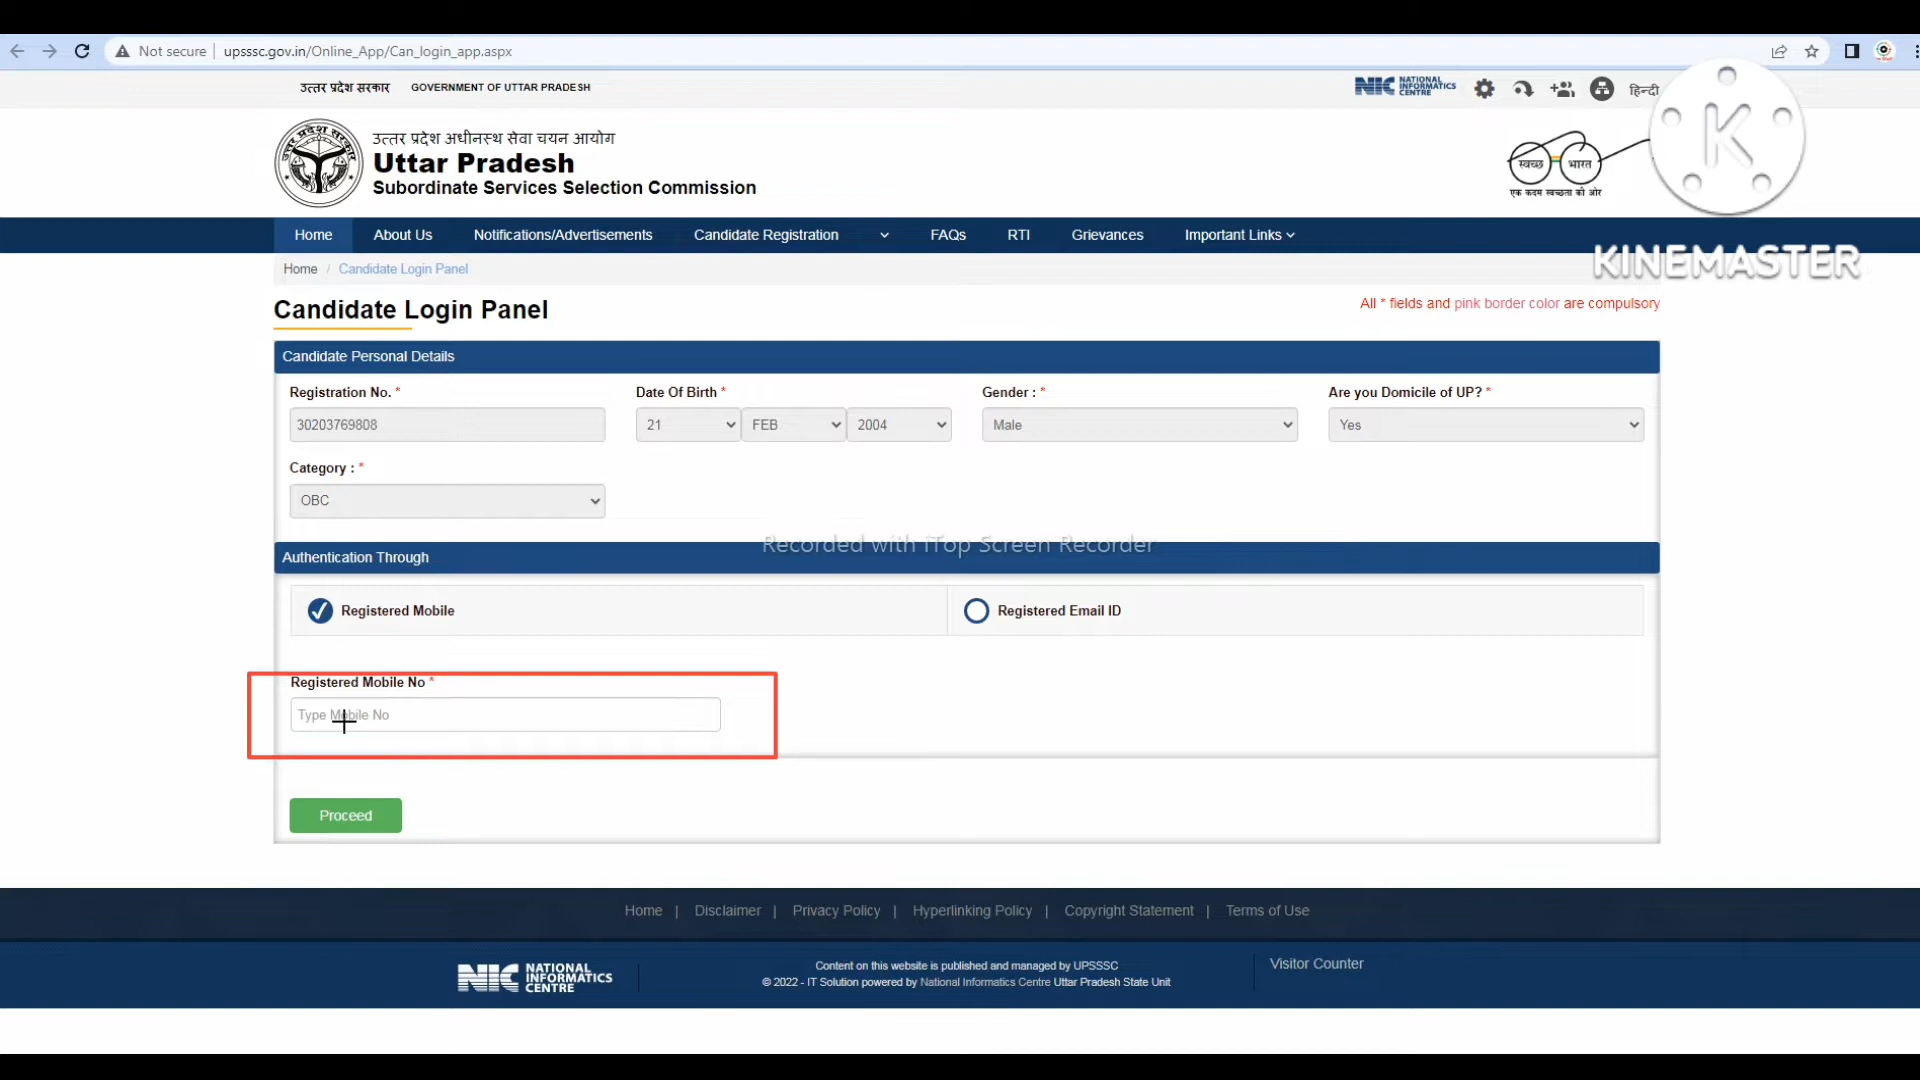 Not secure | upsssc.gov.in/Online_App/Can_login_app.aspx
उत्तर प्रदेश सरकार GOVERNMENT OF UTTAR PRADESH
NIC NATIONAL INFORMATICS CENTRE हिन्दी
उत्तर प्रदेश अधीनस्थ सेवा चयन आयोग
Uttar Pradesh
Subordinate Services Selection Commission
स्वच्छ भारत
एक कदम स्वच्छता की ओर
K
KINEMASTER
Home About Us Notifications/Advertisements Candidate Registration FAQs RTI Grievances Important Links
Home / Candidate Login Panel
Candidate Login Panel
All * fields and pink border color are compulsory
Candidate Personal Details
Registration No. * Date Of Birth * Gender : * Are you Domicile of UP? *
30203769808 21 FEB 2004 Male Yes
Category : *
OBC
Recorded with iTop Screen Recorder
Authentication Through
Registered Mobile Registered Email ID
Registered Mobile No *
Type Mobile No
Proceed
Home | Disclaimer | Privacy Policy | Hyperlinking Policy | Copyright Statement | Terms of Use
NIC NATIONAL INFORMATICS CENTRE
Content on this website is published and managed by UPSSSC
© 2022 - IT Solution powered by National Informatics Centre Uttar Pradesh State Unit
Visitor Counter